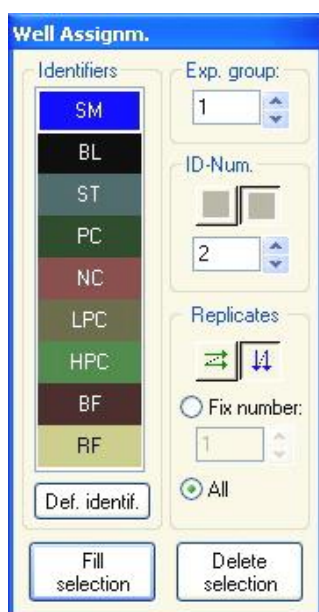 Well Assignm.
Identifiers
SM
BL
ST
PC
NC
LPC
HPC
BF
RF
Def. identif.
Exp. group:
1
ID-Num.
2
Replicates
Fix number:
1
All
Fill
selection
Delete
selection